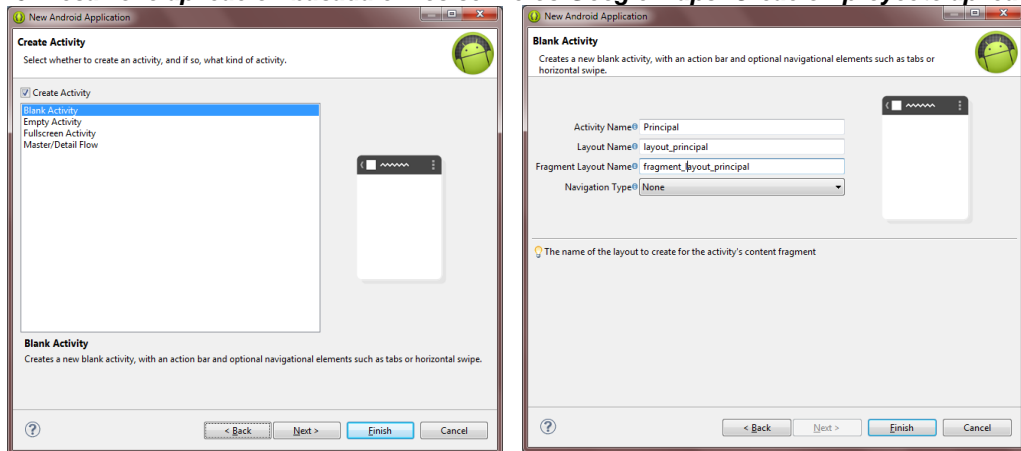 New Android Application
Create Activity
Select whether to create an activity, and if so, what kind of activity.
Create Activity
Blank Activity
Empty Activity
Fullscreen Activity
Master/Detail Flow
Blank Activity
Creates a new blank activity, with an action bar and optional navigational elements such as tabs or horizontal swipe.
< Back Next > Finish Cancel
New Android Application
Blank Activity
Creates a new blank activity, with an action bar and optional navigational elements such as tabs or
horizontal swipe.
Activity Name Principal
Layout Name layout_principal
Fragment Layout Name fragment_layout_principal
Navigation Type None
The name of the layout to create for the activity's content fragment
< Back Next > Finish Cancel